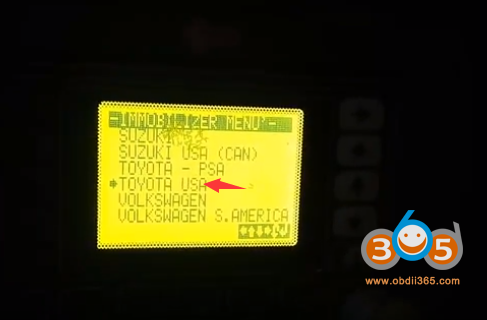 IMMOBILIZER MENU
SUZUKI
SUZUKI USA (CAN)
TOYOTA - PSA
TOYOTA USA
VOLKSWAGEN
VOLKSWAGEN S.AMERICA
365
www.obdii365.com